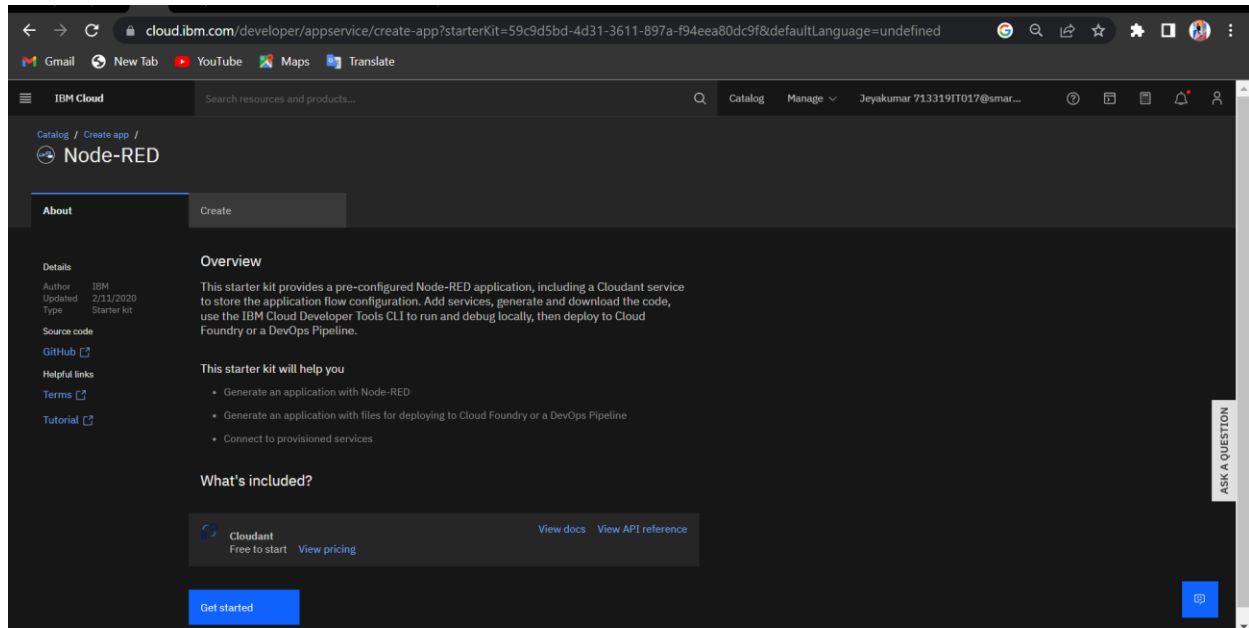 cloud.ibm.com/developer/appservice/create-app?starterKit=59c9d5bd-4d31-3611-897a-f94eea80dc9f&defaultLanguage=undefined
Gmail New Tab YouTube Maps Translate
IBM Cloud Search resources and products... Catalog Manage Jeyakumar 713319IT017@smar...
Catalog / Create app /
Node-RED
About Create
Details
Author IBM
Updated 2/11/2020
Type Starter kit
Source code
GitHub
Helpful links
Terms
Tutorial
Overview
This starter kit provides a pre-configured Node-RED application, including a Cloudant service
to store the application flow configuration. Add services, generate and download the code,
use the IBM Cloud Developer Tools CLI to run and debug locally, then deploy to Cloud
Foundry or a DevOps Pipeline.
This starter kit will help you
• Generate an application with Node-RED
• Generate an application with files for deploying to Cloud Foundry or a DevOps Pipeline
• Connect to provisioned services
What's included?
Cloudant
Free to start View pricing
View docs View API reference
Get started
ASK A QUESTION